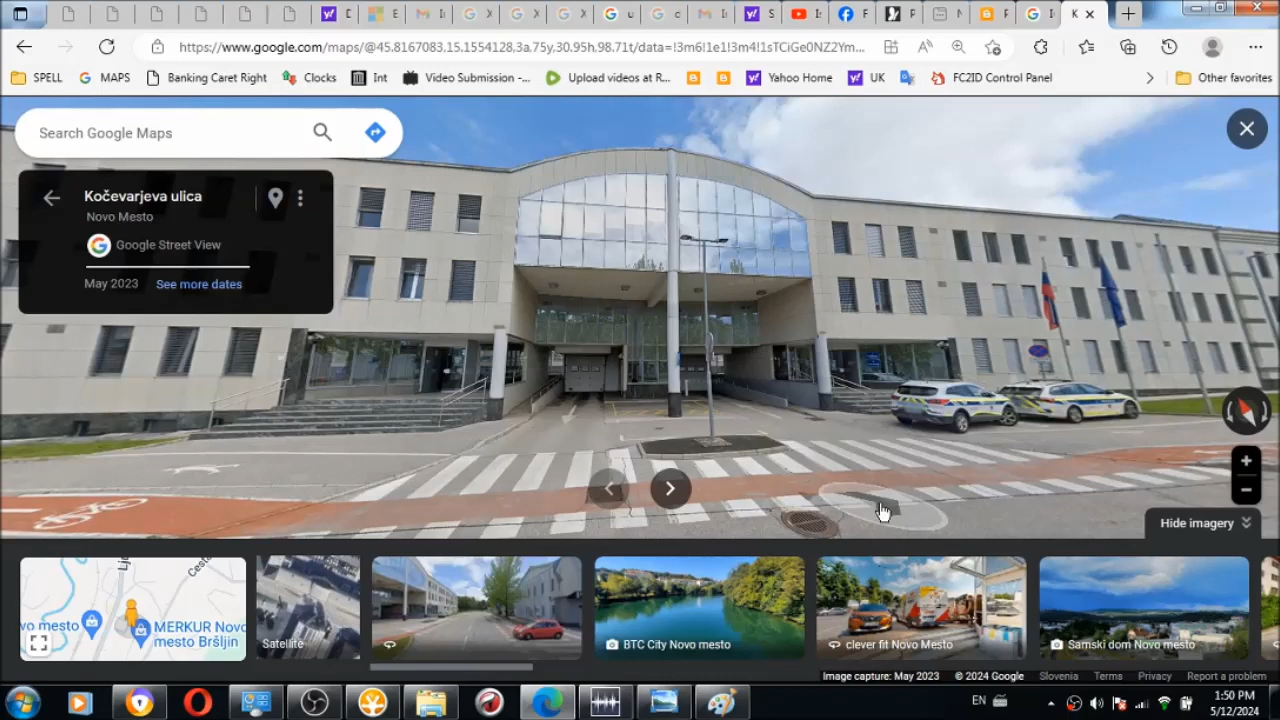 https://www.google.com/maps/@45.8167083,15.1554128,3a,75y,30.95h,98.71t/data=!3m6!1e1!3m4!1sTCiGe0NZ2Ym...
SPELL
MAPS
Banking Caret Right
Clocks
Int
Video Submission -...
Upload videos at R...
Yahoo Home
UK
FC2ID Control Panel
Other favorites
Search Google Maps
Kočevarjeva ulica
Novo Mesto
Google Street View
May 2023 See more dates
Hide imagery
MERKUR Novo
mesto Bršljin
Satellite
BTC City Novo mesto
clever fit Novo Mesto
Samski dom Novo mesto
Image capture: May 2023 © 2024 Google Slovenia Terms Privacy Report a problem
EN
1:50 PM
5/12/2024